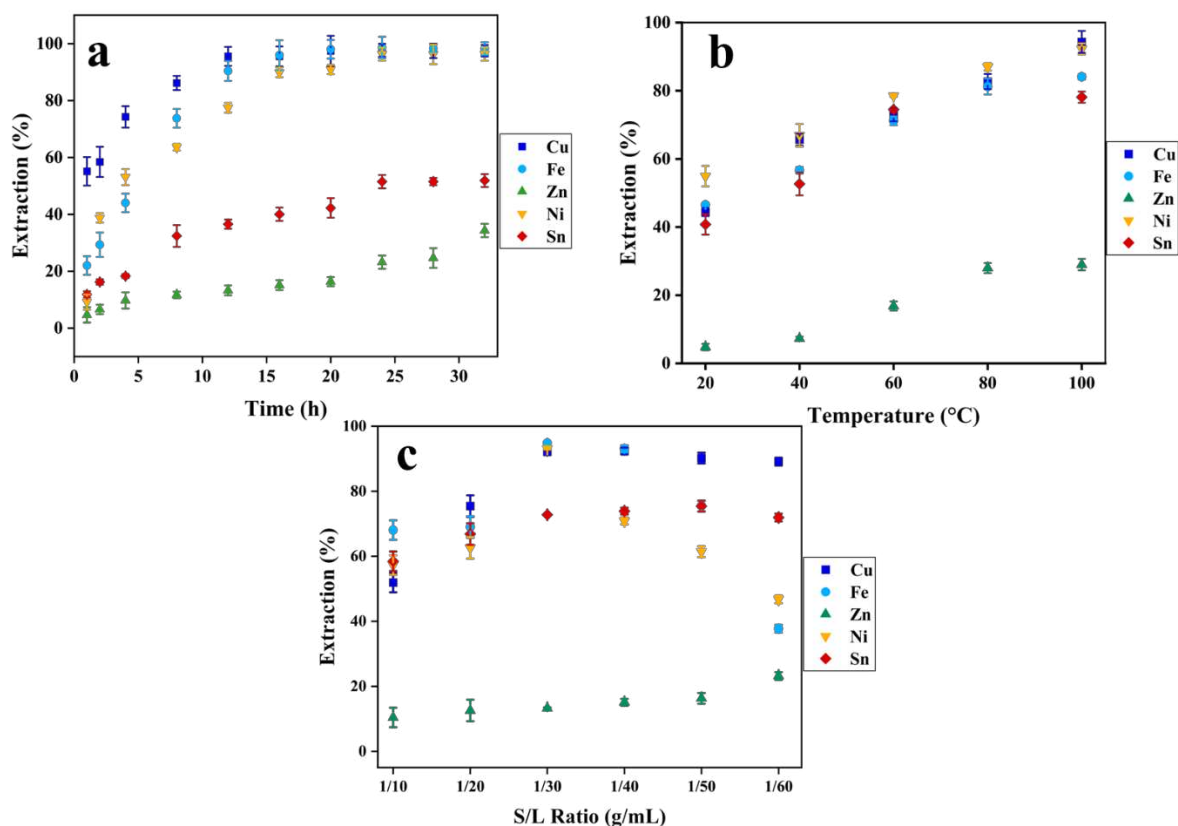 a
Extraction (%)
100
80
60
40
20
0
0 5 10 15 20 25 30
Time (h)
Cu
Fe
Zn
Ni
Sn
b
Extraction (%)
100
80
60
40
20
0
20 40 60 80 100
Temperature (°C)
Cu
Fe
Zn
Ni
Sn
c
Extraction (%)
100
80
60
40
20
0
1/10 1/20 1/30 1/40 1/50 1/60
S/L Ratio (g/mL)
Cu
Fe
Zn
Ni
Sn